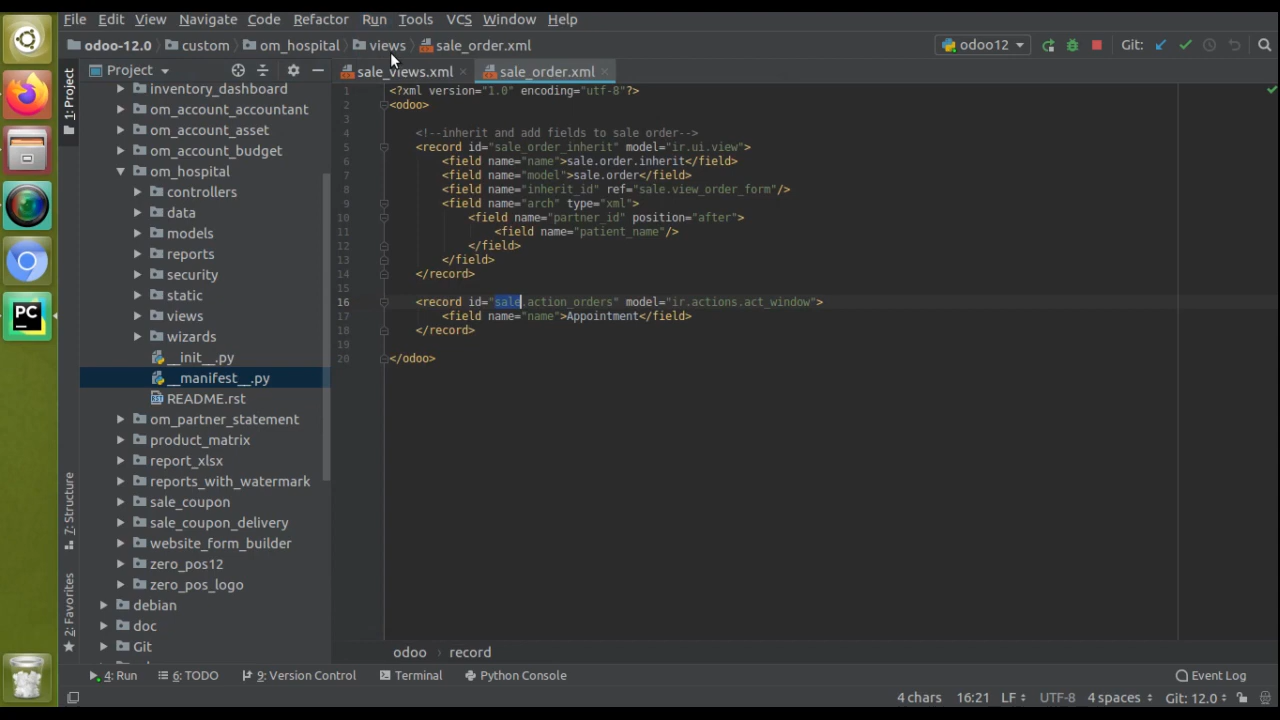 File Edit View Navigate Code Refactor Run Tools VCS Window Help
odoo-12.0 custom om_hospital views sale_order.xml odoo12 Git:
Project sale_views.xml sale_order.xml
1: Project
7: Structure
2: Favorites
inventory_dashboard
om_account_accountant
om_account_asset
om_account_budget
om_hospital
controllers
data
models
reports
security
static
views
wizards
__init__.py
__manifest__.py
README.rst
om_partner_statement
product_matrix
report_xlsx
reports_with_watermark
sale_coupon
sale_coupon_delivery
website_form_builder
zero_pos12
zero_pos_logo
debian
doc
Git
1 <?xml version="1.0" encoding="utf-8"?>
2 <odoo>
3
4 <!--inherit and add fields to sale order-->
5 <record id="sale_order_inherit" model="ir.ui.view">
6 <field name="name">sale.order.inherit</field>
7 <field name="model">sale.order</field>
8 <field name="inherit_id" ref="sale.view_order_form"/>
9 <field name="arch" type="xml">
10 <field name="partner_id" position="after">
11 <field name="patient_name"/>
12 </field>
13 </field>
14 </record>
15
16 <record id="sale.action_orders" model="ir.actions.act_window">
17 <field name="name">Appointment</field>
18 </record>
19
20 </odoo>
odoo › record
4: Run 6: TODO 9: Version Control Terminal Python Console Event Log
4 chars 16:21 LF UTF-8 4 spaces Git: 12.0
PC